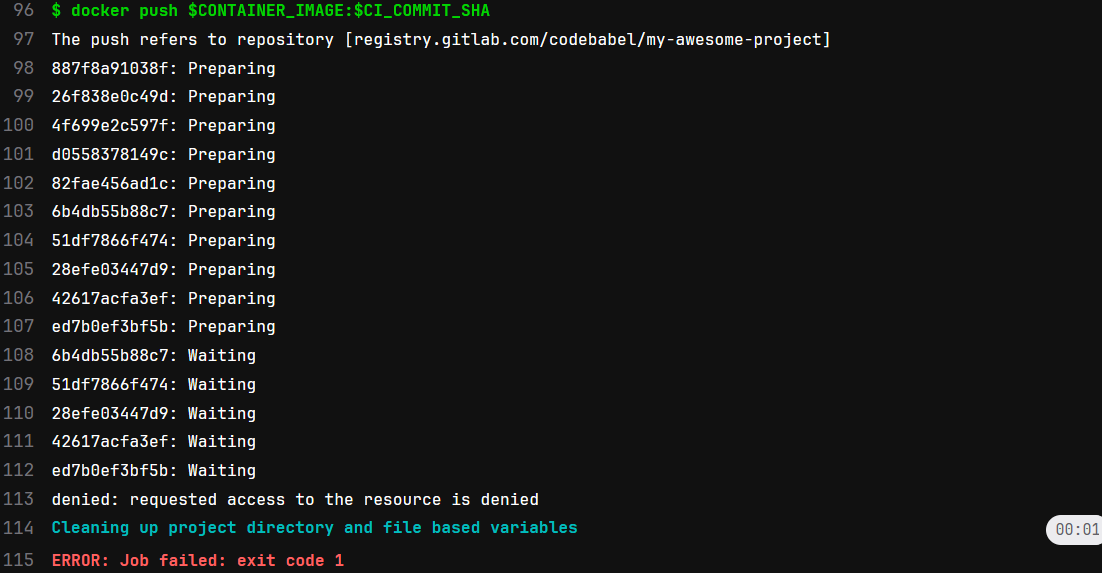 96 $ docker push $CONTAINER_IMAGE:$CI_COMMIT_SHA
97 The push refers to repository [registry.gitlab.com/codebabel/my-awesome-project]
98 887f8a91038f: Preparing
99 26f838e0c49d: Preparing
100 4f699e2c597f: Preparing
101 d0558378149c: Preparing
102 82fae456ad1c: Preparing
103 6b4db55b88c7: Preparing
104 51df7866f474: Preparing
105 28efe03447d9: Preparing
106 42617acfa3ef: Preparing
107 ed7b0ef3bf5b: Preparing
108 6b4db55b88c7: Waiting
109 51df7866f474: Waiting
110 28efe03447d9: Waiting
111 42617acfa3ef: Waiting
112 ed7b0ef3bf5b: Waiting
113 denied: requested access to the resource is denied
114 Cleaning up project directory and file based variables 00:01
115 ERROR: Job failed: exit code 1